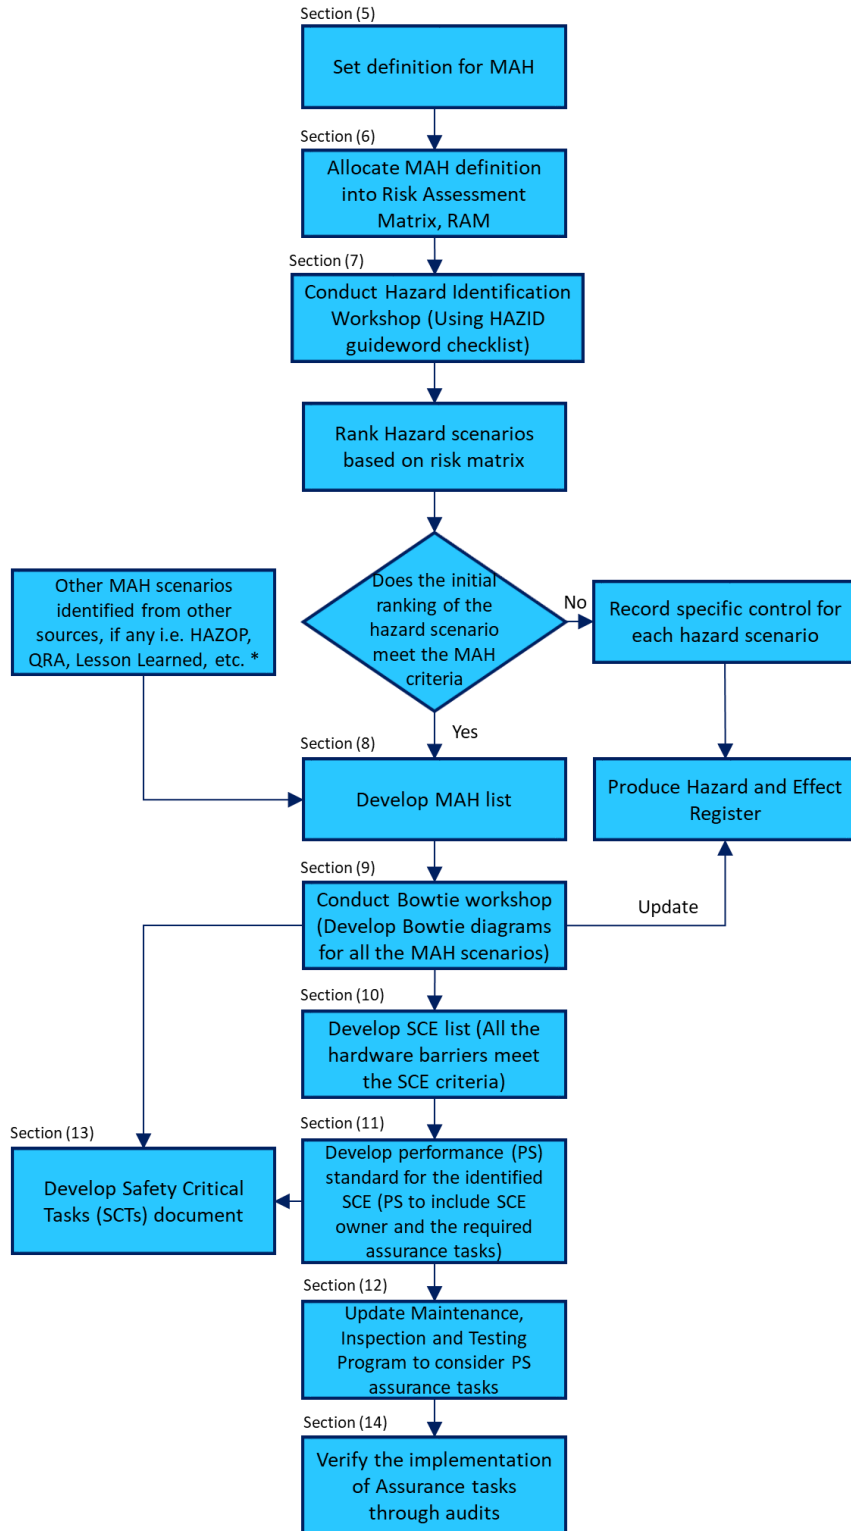 Section (5)
Set definition for MAH
Section (6)
Allocate MAH definition
into Risk Assessment
Matrix, RAM
Section (7)
Conduct Hazard Identification
Workshop (Using HAZID
guideword checklist)
Rank Hazard scenarios
based on risk matrix
Does the initial
ranking of the
hazard scenario
meet the MAH
criteria
No
Record specific control for
each hazard scenario
Other MAH scenarios
identified from other
sources, if any i.e. HAZOP,
QRA, Lesson Learned, etc. *
Yes
Section (8)
Develop MAH list
Produce Hazard and Effect
Register
Section (9)
Conduct Bowtie workshop
(Develop Bowtie diagrams
for all the MAH scenarios)
Update
Section (10)
Develop SCE list (All the
hardware barriers meet
the SCE criteria)
Section (11)
Develop performance (PS)
standard for the identified
SCE (PS to include SCE
owner and the required
assurance tasks)
Section (13)
Develop Safety Critical
Tasks (SCTs) document
Section (12)
Update Maintenance,
Inspection and Testing
Program to consider PS
assurance tasks
Section (14)
Verify the implementation
of Assurance tasks
through audits